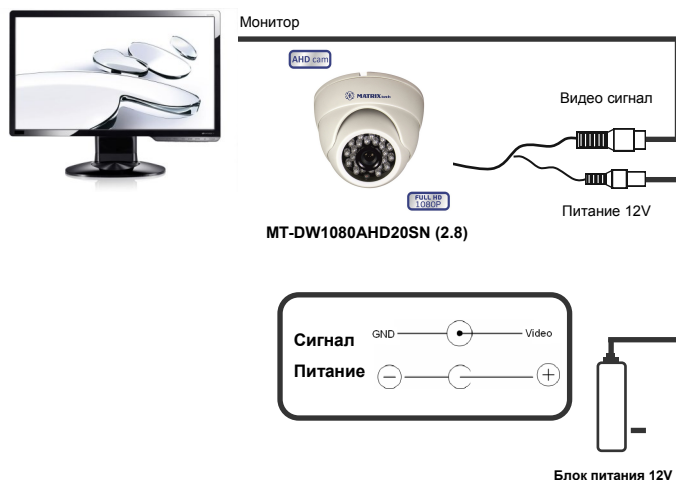 Монитор
AHD cam
MATRIXtech
Видео сигнал
FULL HD
1080P
Питание 12V
MT-DW1080AHD20SN (2.8)
Сигнал GND Video
Питание − +
Блок питания 12V